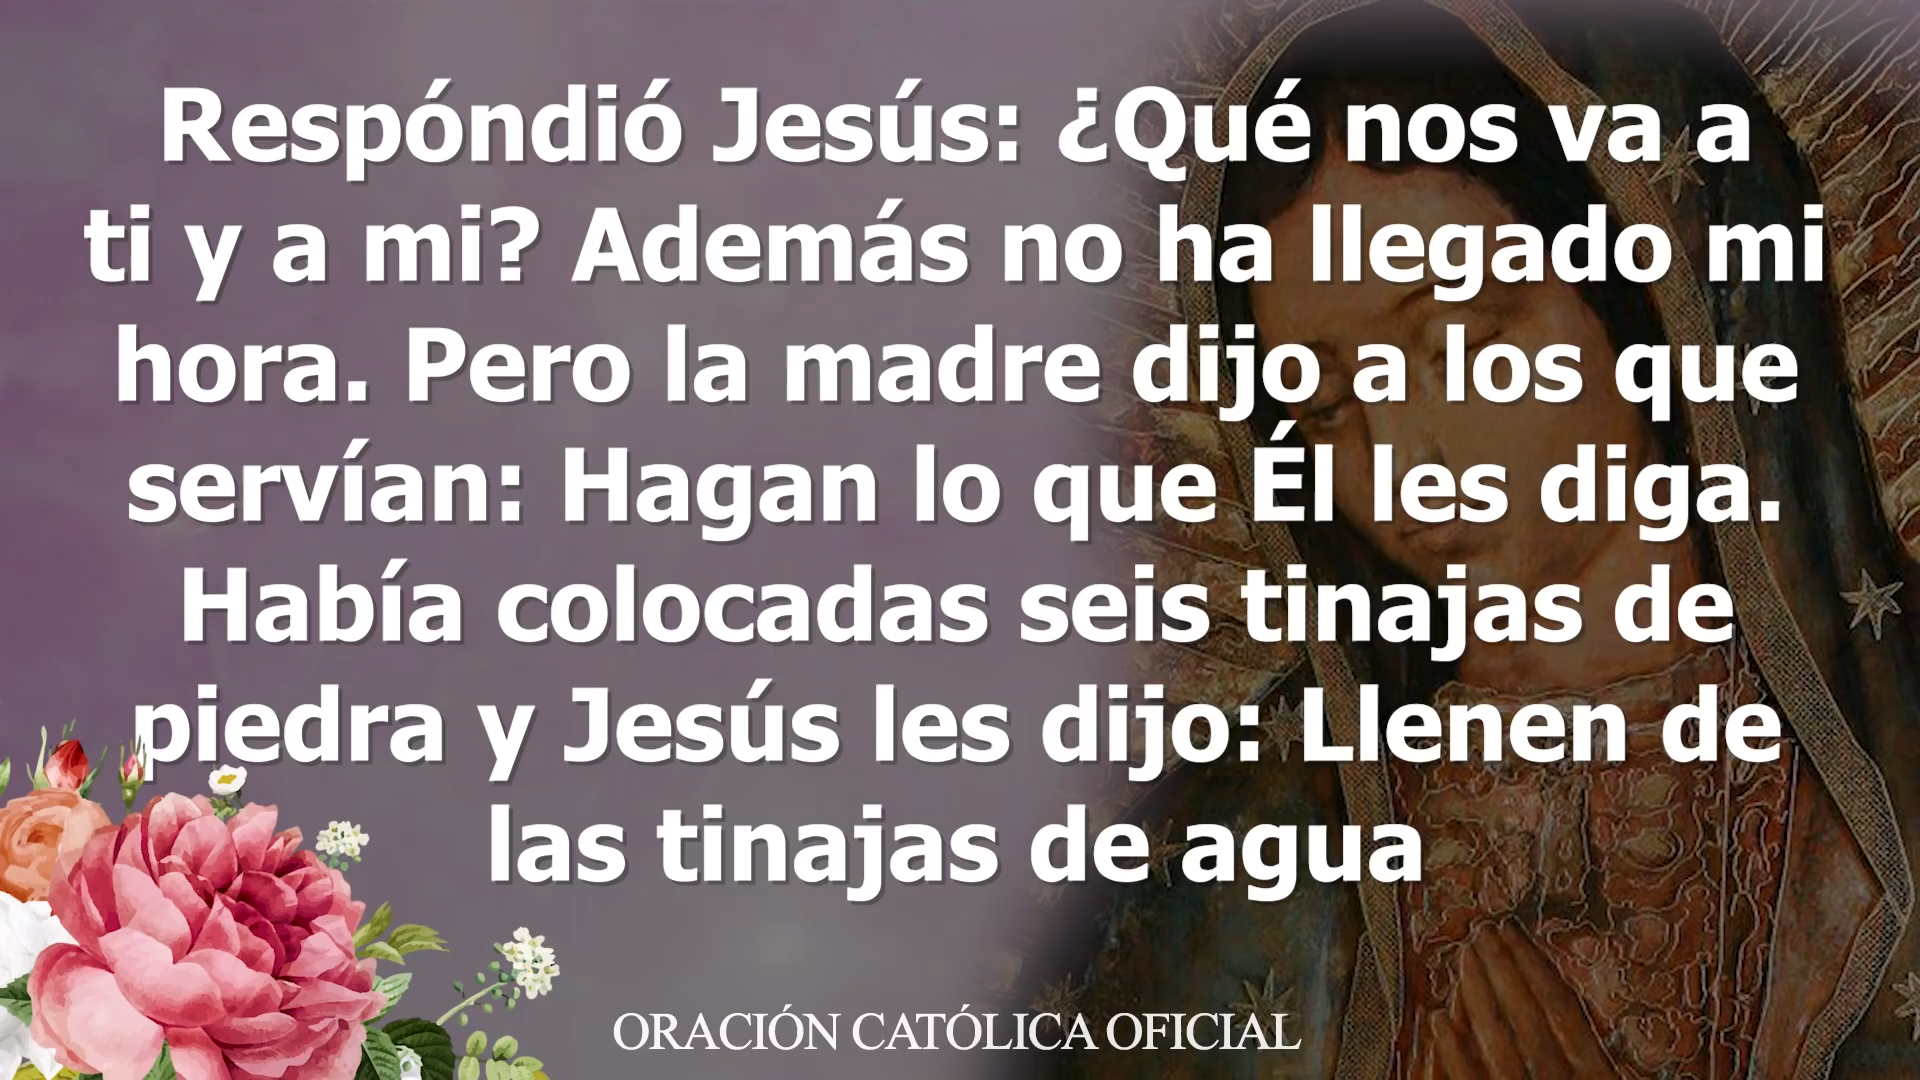 Respóndió Jesús: ¿Qué nos va a
ti y a mi? Además no ha llegado mi
hora. Pero la madre dijo a los que
servían: Hagan lo que Él les diga.
Había colocadas seis tinajas de
piedra y Jesús les dijo: Llenen de
las tinajas de agua
ORACIÓN CATÓLICA OFICIAL